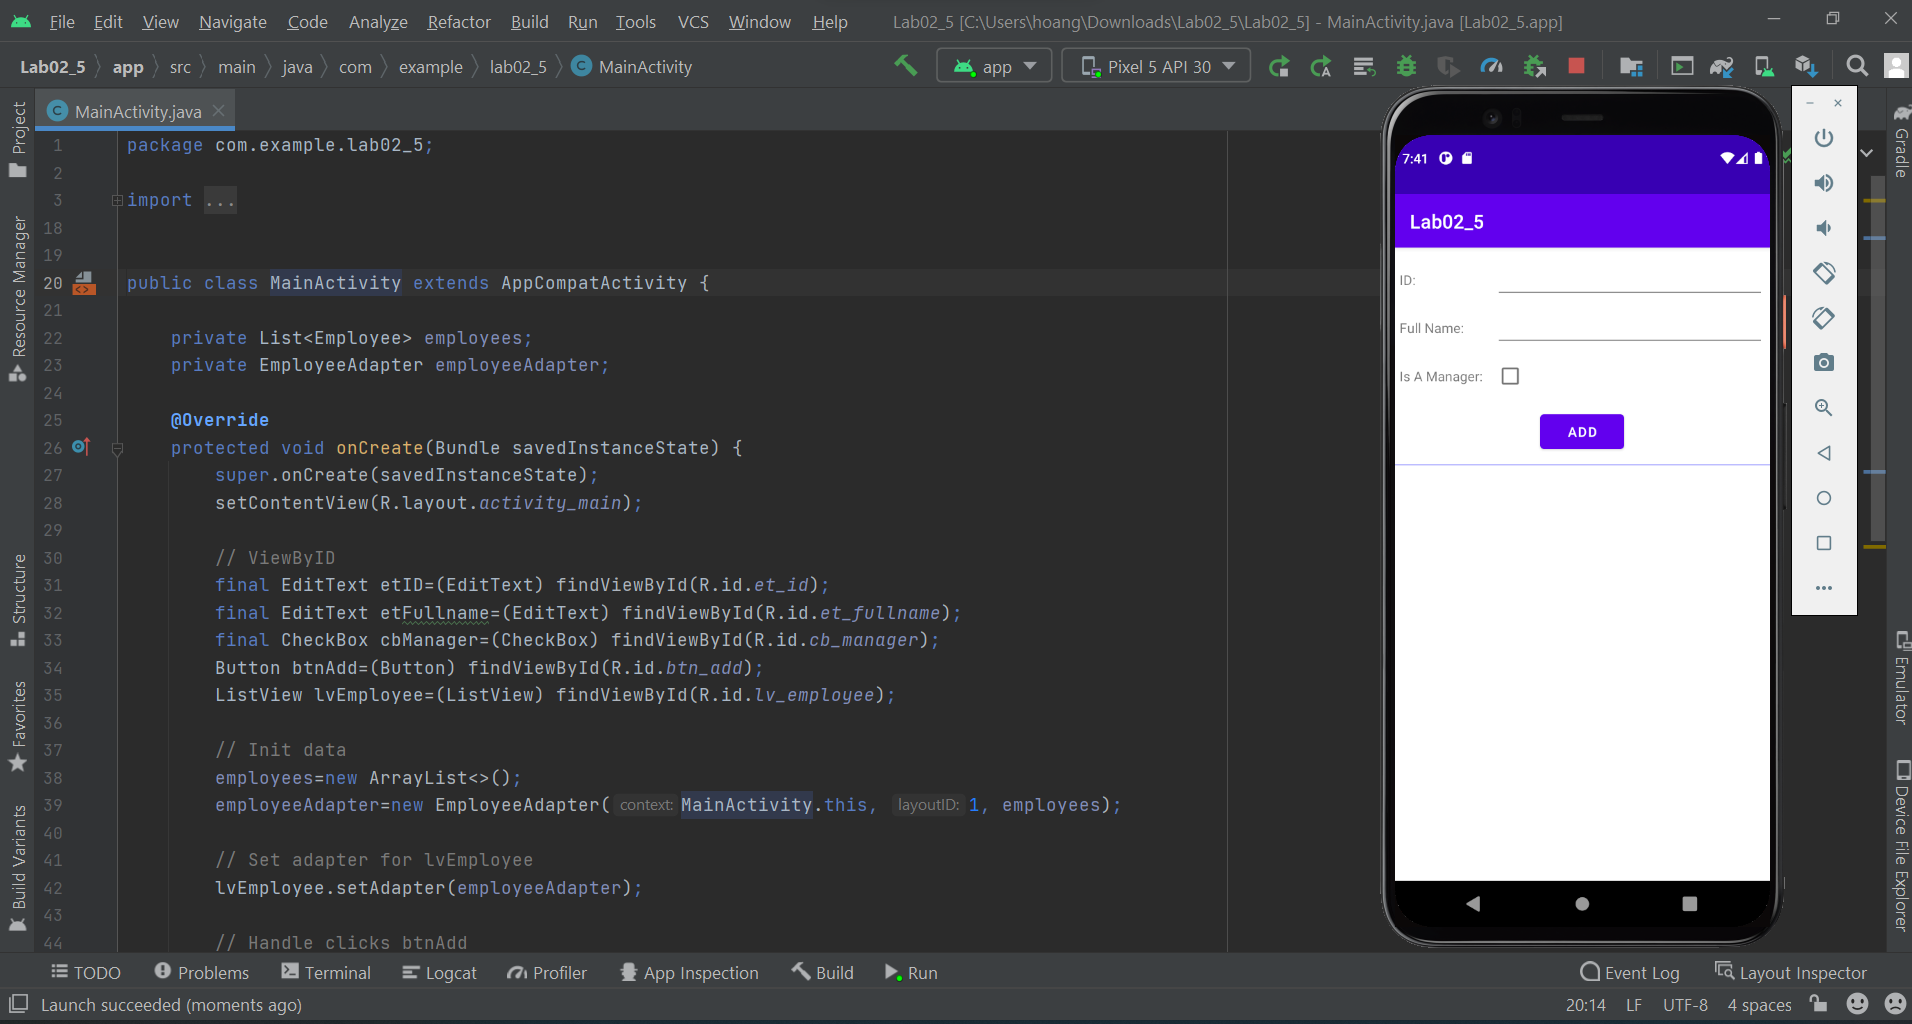 File Edit View Navigate Code Analyze Refactor Build Run Tools VCS Window Help Lab02_5 [C:\Users\hoang\Downloads\Lab02_5\Lab02_5] - MainActivity.java [Lab02_5.app]
Lab02_5 app src main java com example lab02_5 MainActivity app Pixel 5 API 30
MainActivity.java
1 package com.example.lab02_5;
2
3 import ...
18
19
20 public class MainActivity extends AppCompatActivity {
21
22 private List<Employee> employees;
23 private EmployeeAdapter employeeAdapter;
24
25 @Override
26 protected void onCreate(Bundle savedInstanceState) {
27 super.onCreate(savedInstanceState);
28 setContentView(R.layout.activity_main);
29
30 // ViewByID
31 final EditText etID=(EditText) findViewById(R.id.et_id);
32 final EditText etFullname=(EditText) findViewById(R.id.et_fullname);
33 final CheckBox cbManager=(CheckBox) findViewById(R.id.cb_manager);
34 Button btnAdd=(Button) findViewById(R.id.btn_add);
35 ListView lvEmployee=(ListView) findViewById(R.id.lv_employee);
36
37 // Init data
38 employees=new ArrayList<>();
39 employeeAdapter=new EmployeeAdapter( context: MainActivity.this, layoutID: 1, employees);
40
41 // Set adapter for lvEmployee
42 lvEmployee.setAdapter(employeeAdapter);
43
44 // Handle clicks btnAdd
Project
Resource Manager
Structure
Favorites
Build Variants
7:41
Lab02_5
ID:
Full Name:
Is A Manager:
ADD
Gradle
Emulator
Device File Explorer
TODO Problems Terminal Logcat Profiler App Inspection Build Run Event Log Layout Inspector
Launch succeeded (moments ago) 20:14 LF UTF-8 4 spaces